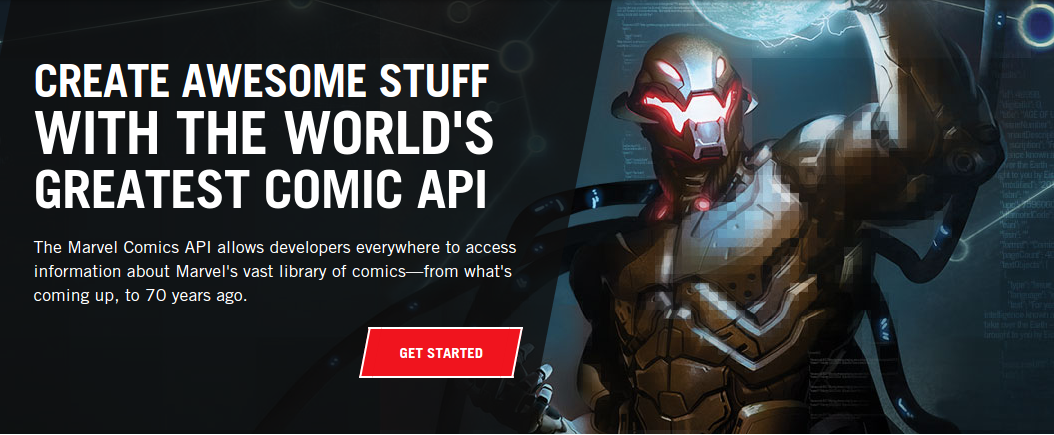 CREATE AWESOME STUFF
WITH THE WORLD'S
GREATEST COMIC API
The Marvel Comics API allows developers everywhere to access
information about Marvel's vast library of comics—from what's
coming up, to 70 years ago.
GET STARTED